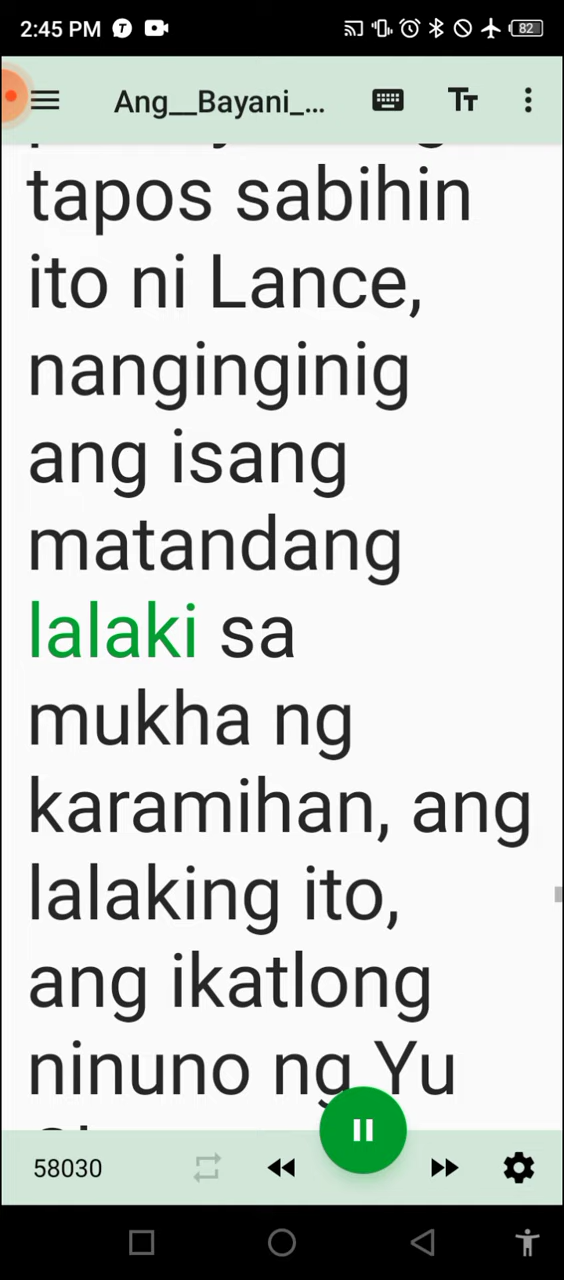 2:45 PM
82
Ang__Bayani_...
tapos sabihin
ito ni Lance,
nanginginig
ang isang
matandang
lalaki sa
mukha ng
karamihan, ang
lalaking ito,
ang ikatlong
ninuno ng Yu
58030